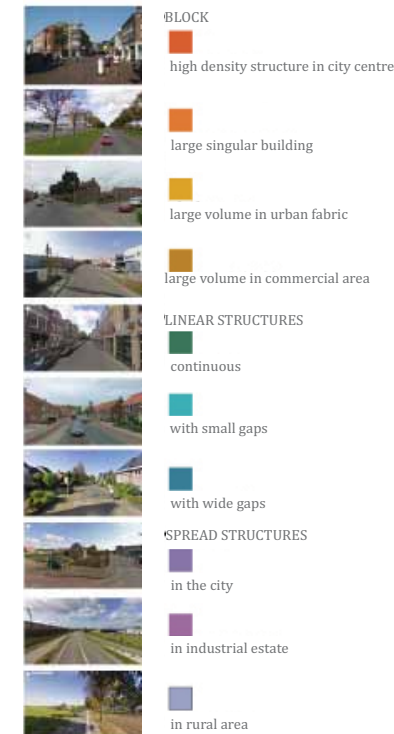 BLOCK
high density structure in city centre
large singular building
large volume in urban fabric
large volume in commercial area
LINEAR STRUCTURES
continuous
with small gaps
with wide gaps
SPREAD STRUCTURES
in the city
in industrial estate
in rural area